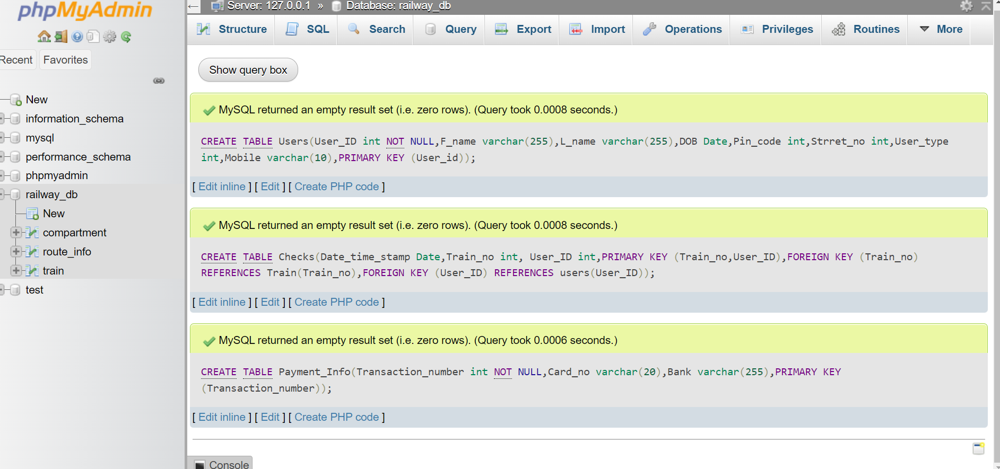 phpMyAdmin
Recent
Favorites
New
information_schema
mysql
performance_schema
phpmyadmin
railway_db
New
compartment
route_info
train
test
Server: 127.0.0.1 » Database: railway_db
Structure SQL Search Query Export Import Operations Privileges Routines More
Show query box
MySQL returned an empty result set (i.e. zero rows). (Query took 0.0008 seconds.)
CREATE TABLE Users(User_ID int NOT NULL,F_name varchar(255),L_name varchar(255),DOB Date,Pin_code int,Strret_no int,User_type
int,Mobile varchar(10),PRIMARY KEY (User_id));
[ Edit inline ] [ Edit ] [ Create PHP code ]
MySQL returned an empty result set (i.e. zero rows). (Query took 0.0008 seconds.)
CREATE TABLE Checks(Date_time_stamp Date,Train_no int, User_ID int,PRIMARY KEY (Train_no,User_ID),FOREIGN KEY (Train_no)
REFERENCES Train(Train_no),FOREIGN KEY (User_ID) REFERENCES users(User_ID));
[ Edit inline ] [ Edit ] [ Create PHP code ]
MySQL returned an empty result set (i.e. zero rows). (Query took 0.0006 seconds.)
CREATE TABLE Payment_Info(Transaction_number int NOT NULL,Card_no varchar(20),Bank varchar(255),PRIMARY KEY
(Transaction_number));
[ Edit inline ] [ Edit ] [ Create PHP code ]
Console